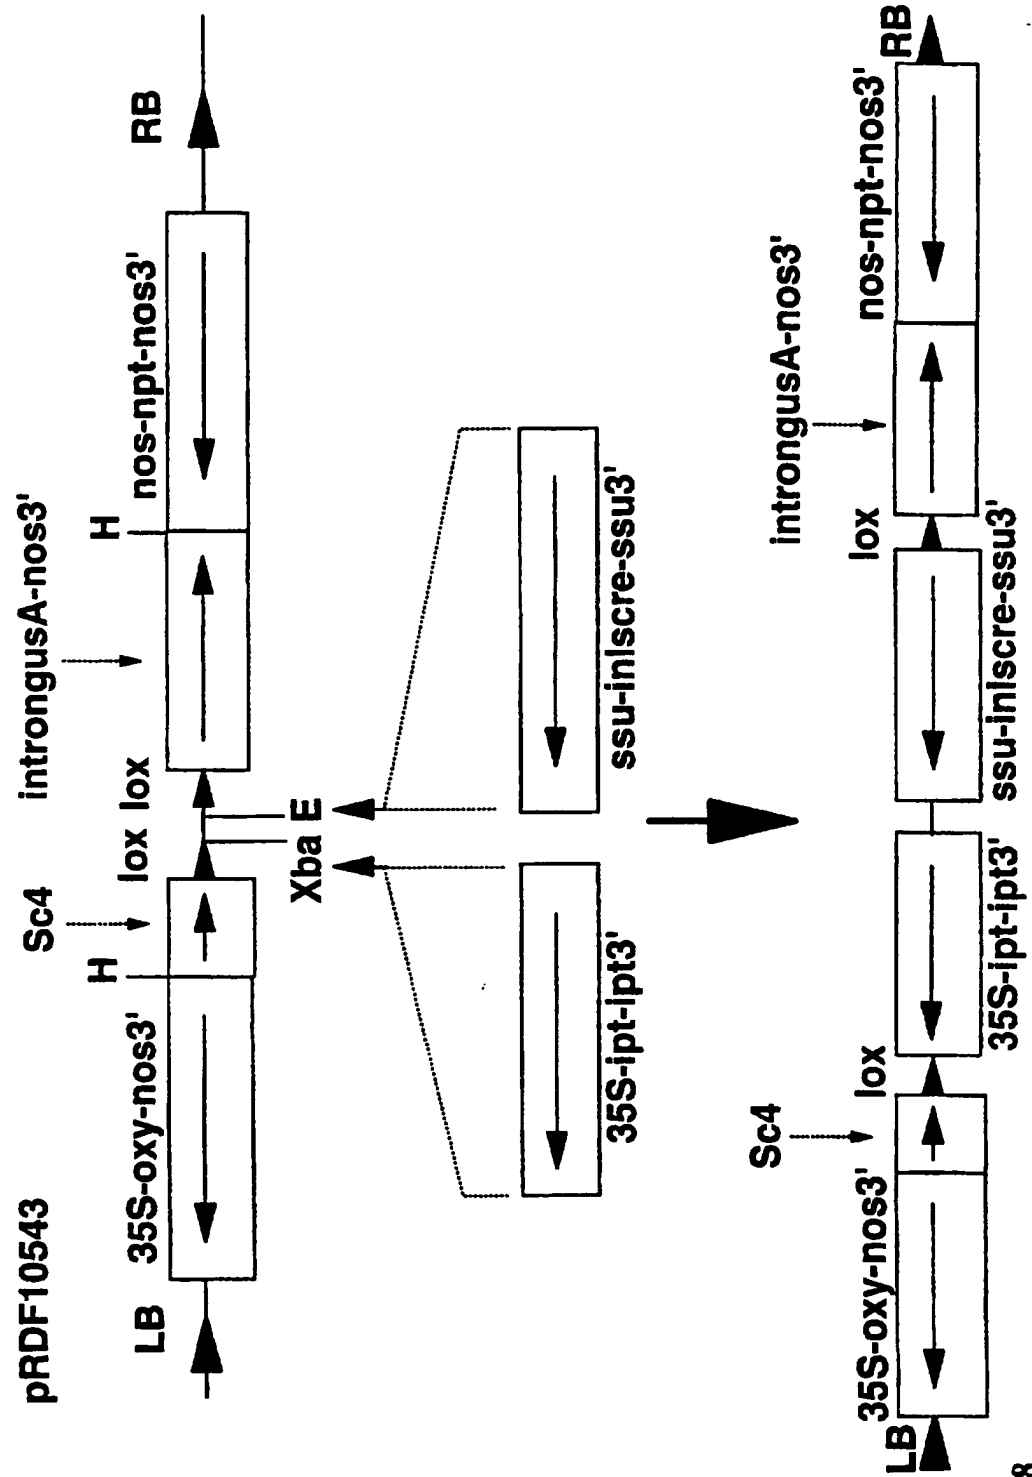 pRDF10543
LB
35S-oxy-nos3'
H
Sc4
lox
lox
introngusA-nos3'
H
nos-npt-nos3'
RB
Xba
E
35S-ipt-ipt3'
ssu-inlscre-ssu3'
LB
35S-oxy-nos3'
Sc4
lox
35S-ipt-ipt3'
ssu-inlscre-ssu3'
lox
introngusA-nos3'
nos-npt-nos3'
RB